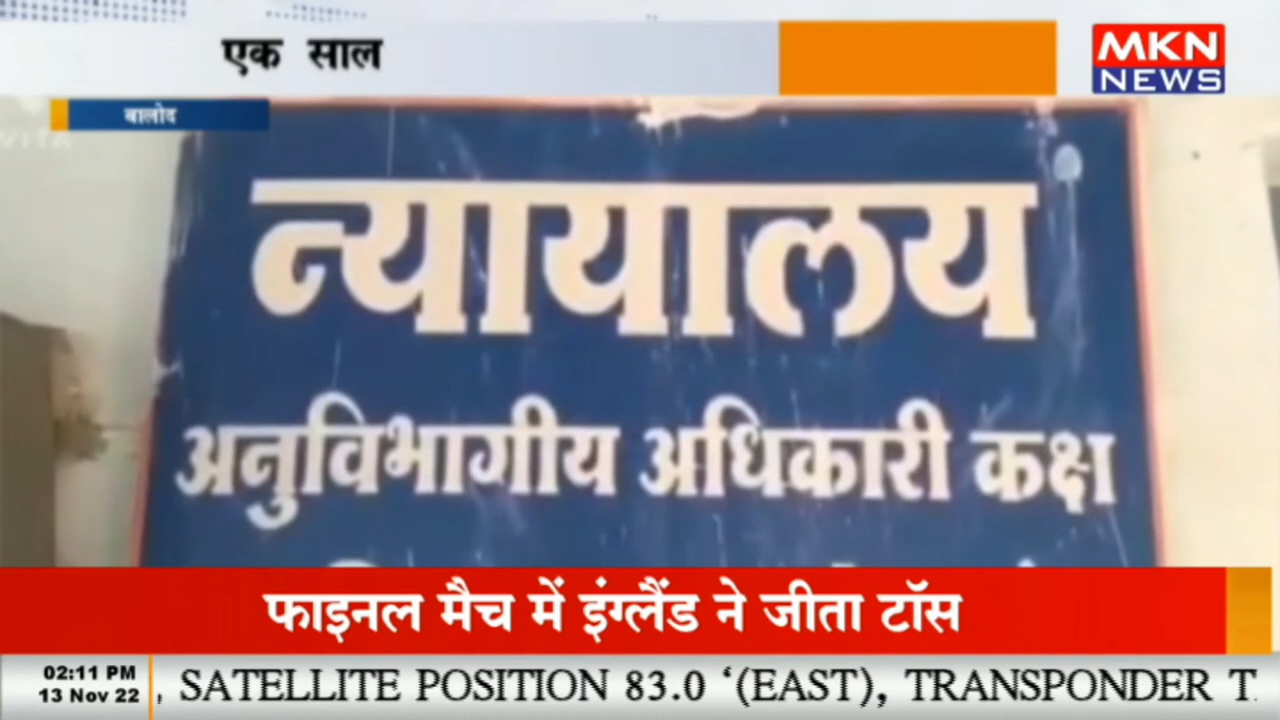 एक साल
MKN
NEWS
बालोद
VITA
न्यायालय
अनुविभागीय अधिकारी कक्ष
फाइनल मैच में इंग्लैंड ने जीता टॉस
02:11 PM
13 Nov 22
, SATELLITE POSITION 83.0 ‘(EAST), TRANSPONDER T